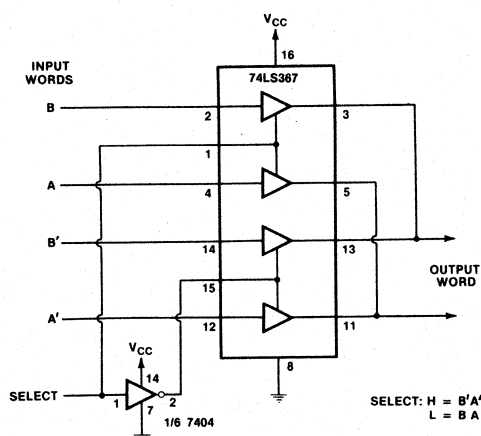 VCC
16
INPUT
WORDS
74LS367
B
2
3
1
A
4
5
B'
14
13
15
OUTPUT
WORD
A'
12
11
VCC
8
14
SELECT
1
2
7
1/6 7404
SELECT: H = B'A'
L = B A